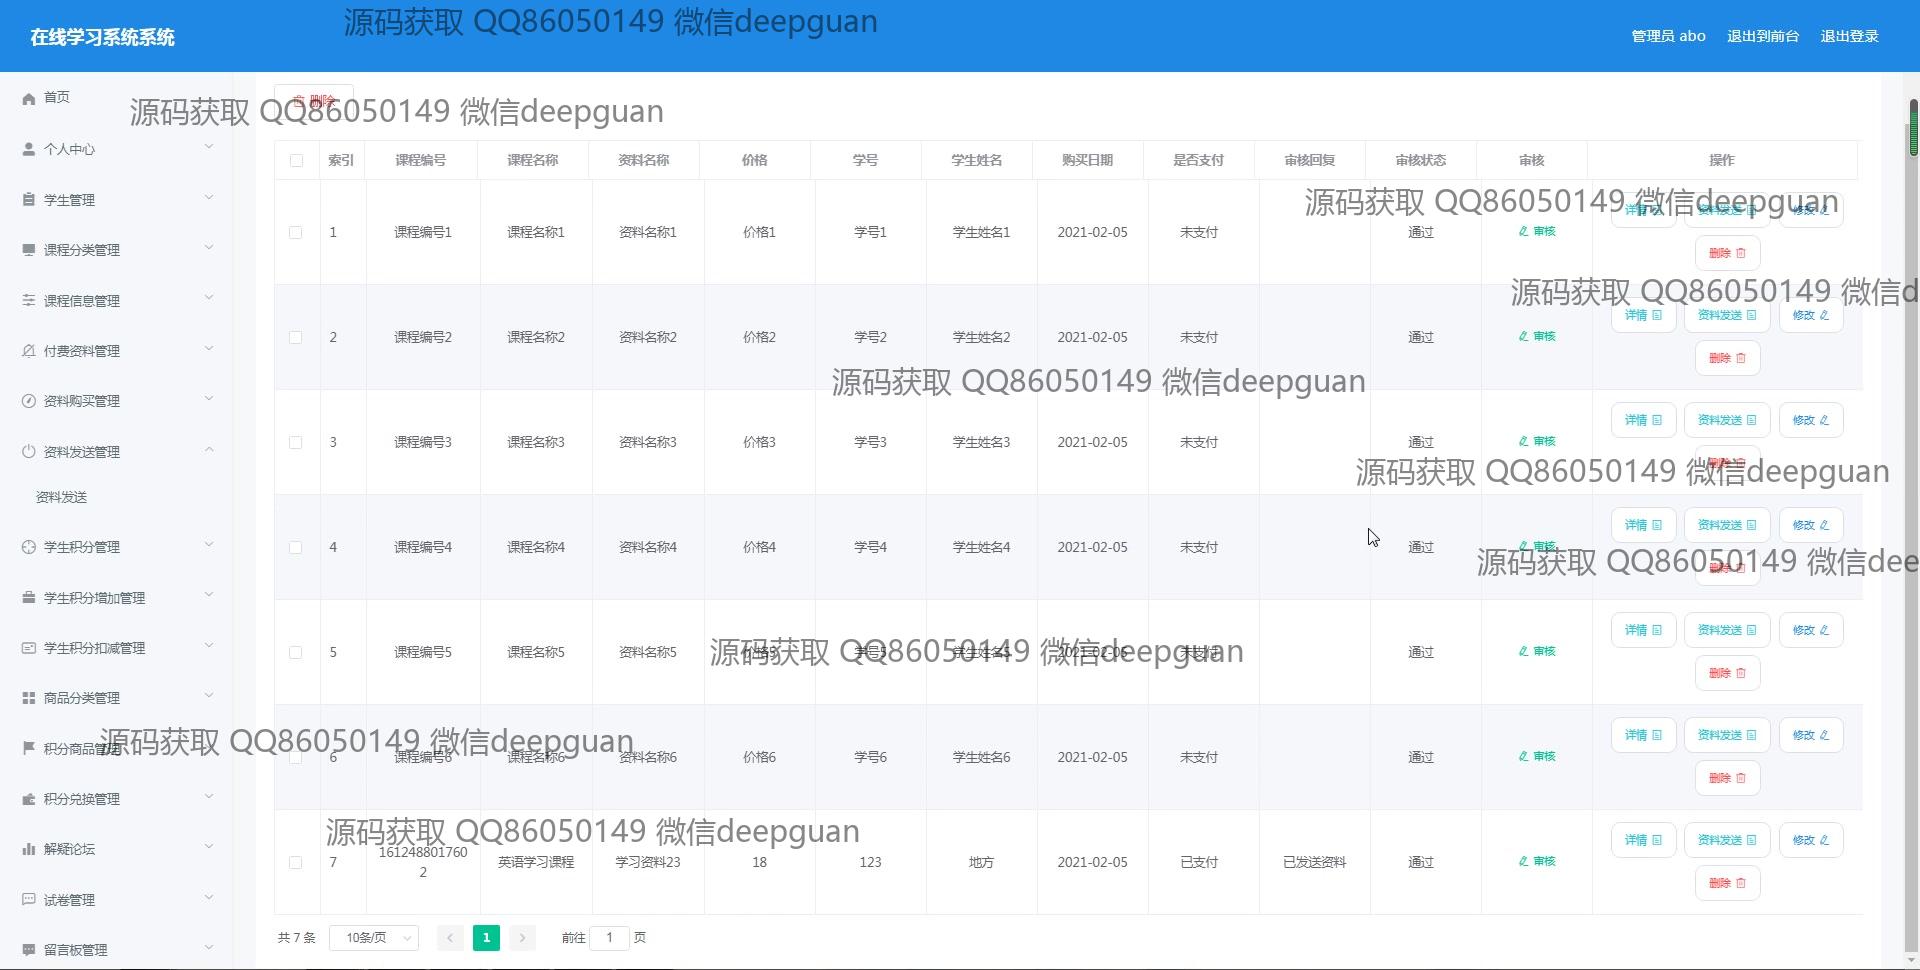 在线学习系统系统
源码获取 QQ86050149 微信deepguan
管理员 abo 退出到前台 退出登录
首页
个人中心
学生管理
课程分类管理
课程信息管理
付费资料管理
资料购买管理
资料发送管理
资料发送
学生积分管理
学生积分增加管理
学生积分扣减管理
商品分类管理
积分商品管理
积分兑换管理
解疑论坛
试卷管理
留言板管理
删除
源码获取 QQ86050149 微信deepguan
索引 课程编号 课程名称 资料名称 价格 学号 学生姓名 购买日期 是否支付 审核回复 审核状态 审核 操作
源码获取 QQ86050149 微信deepguan
1 课程编号1 课程名称1 资料名称1 价格1 学号1 学生姓名1 2021-02-05 未支付 通过 审核 详情 资料发送 修改
删除
源码获取 QQ86050149 微信d
2 课程编号2 课程名称2 资料名称2 价格2 学号2 学生姓名2 2021-02-05 未支付 通过 审核 详情 资料发送 修改
删除
源码获取 QQ86050149 微信deepguan
3 课程编号3 课程名称3 资料名称3 价格3 学号3 学生姓名3 2021-02-05 未支付 通过 审核 详情 资料发送 修改
删除
源码获取 QQ86050149 微信deepguan
4 课程编号4 课程名称4 资料名称4 价格4 学号4 学生姓名4 2021-02-05 未支付 通过 审核 详情 资料发送 修改
删除
源码获取 QQ86050149 微信dee
5 课程编号5 课程名称5 资料名称5 价格5 学号5 学生姓名5 2021-02-05 未支付 通过 审核 详情 资料发送 修改
删除
源码获取 QQ86050149 微信deepguan
6 课程编号6 课程名称6 资料名称6 价格6 学号6 学生姓名6 2021-02-05 未支付 通过 审核 详情 资料发送 修改
删除
源码获取 QQ86050149 微信deepguan
源码获取 QQ86050149 微信deepguan
7 161248801760
2 英语学习课程 学习资料23 18 123 地方 2021-02-05 已支付 已发送资料 通过 审核 详情 资料发送 修改
删除
共 7 条 10条/页 1 前往 1 页